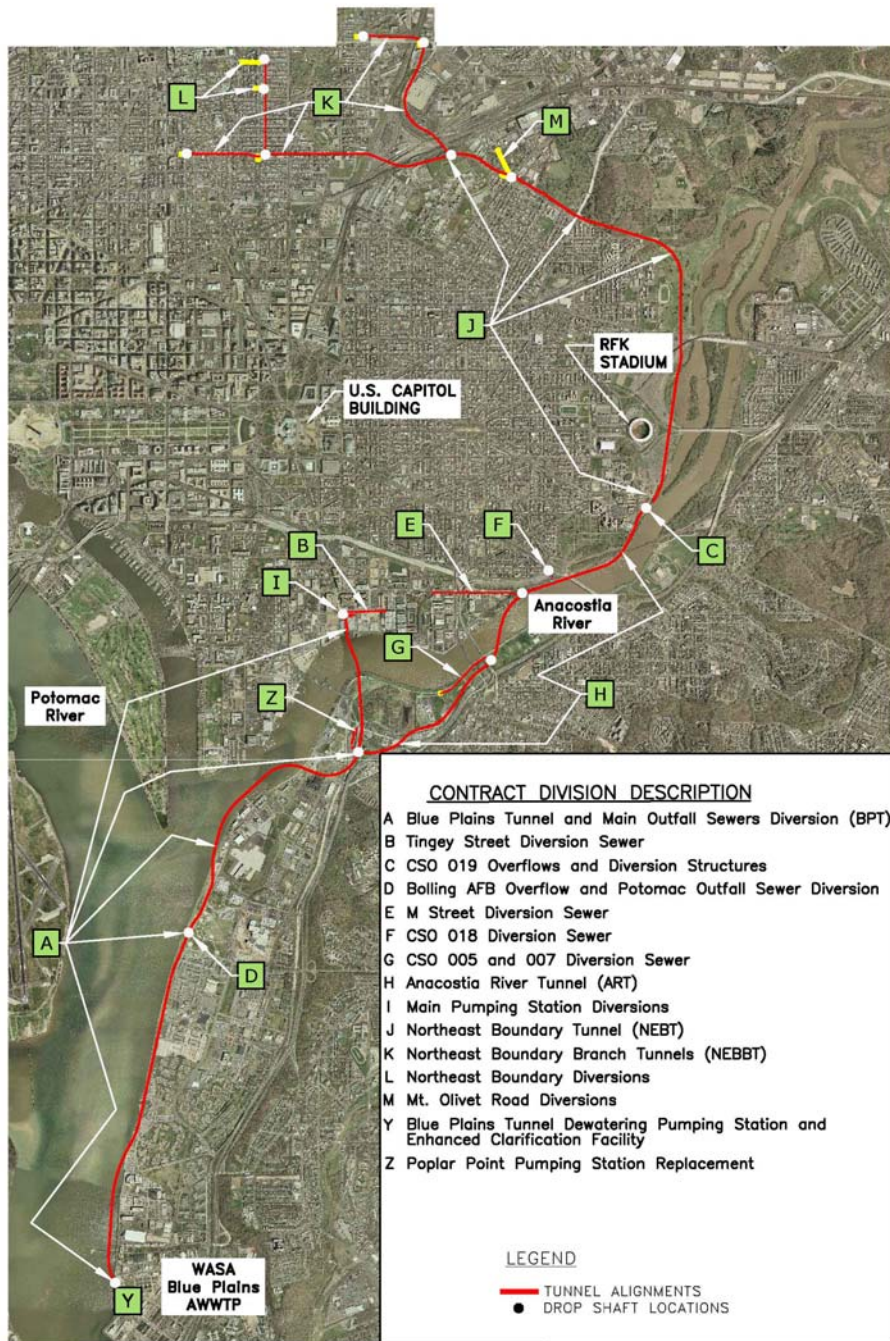 L
K
M
J
RFK
STADIUM
U.S. CAPITOL
BUILDING
F
E
B
C
I
Anacostia
River
G
Potomac
River
Z
H
A
D
WASA
Blue Plains
AWWTP
Y
CONTRACT DIVISION DESCRIPTION
A Blue Plains Tunnel and Main Outfall Sewers Diversion (BPT)
B Tingey Street Diversion Sewer
C CSO 019 Overflows and Diversion Structures
D Bolling AFB Overflow and Potomac Outfall Sewer Diversion
E M Street Diversion Sewer
F CSO 018 Diversion Sewer
G CSO 005 and 007 Diversion Sewer
H Anacostia River Tunnel (ART)
I Main Pumping Station Diversions
J Northeast Boundary Tunnel (NEBT)
K Northeast Boundary Branch Tunnels (NEBBT)
L Northeast Boundary Diversions
M Mt. Olivet Road Diversions
Y Blue Plains Tunnel Dewatering Pumping Station and
Enhanced Clarification Facility
Z Poplar Point Pumping Station Replacement
LEGEND
TUNNEL ALIGNMENTS
DROP SHAFT LOCATIONS